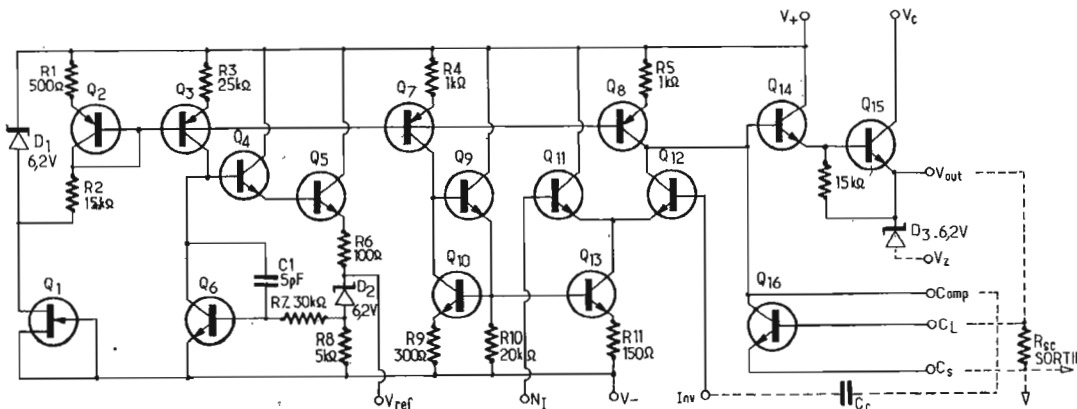 V+
Vc
R1
500Ω
Q2
Q3
R3
25kΩ
Q7
R4
1kΩ
Q8
R5
1kΩ
Q14
Q15
D1
6,2V
Q4
Q5
Q9
Q11
Q12
R2
15kΩ
15kΩ
Vout
R6
100Ω
D3-6,2V
Vz
C1
5pF
Q1
Q6
R7,30kΩ
D2
6,2V
Q10
Q13
Q16
Comp
R8
5kΩ
R9
300Ω
R10
20kΩ
R11
150Ω
CL
Rsc
SORTIE
Cs
Vref
NI
V-
Inv